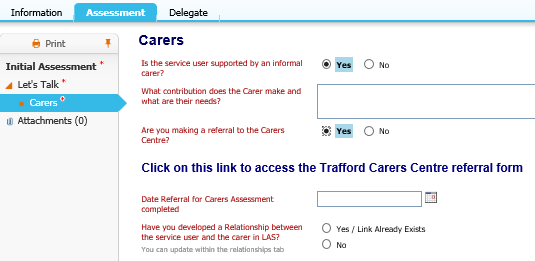 Information Assessment Delegate
Print
Initial Assessment *
Let's Talk *
Carers
Attachments (0)
Carers
Is the service user supported by an informal
carer?
Yes No
What contribution does the Carer make and
what are their needs?
Are you making a referral to the Carers
Centre?
Yes No
Click on this link to access the Trafford Carers Centre referral form
Date Referral for Carers Assessment
completed
Have you developed a Relationship between
the service user and the carer in LAS?
You can update within the relationships tab
Yes / Link Already Exists
No